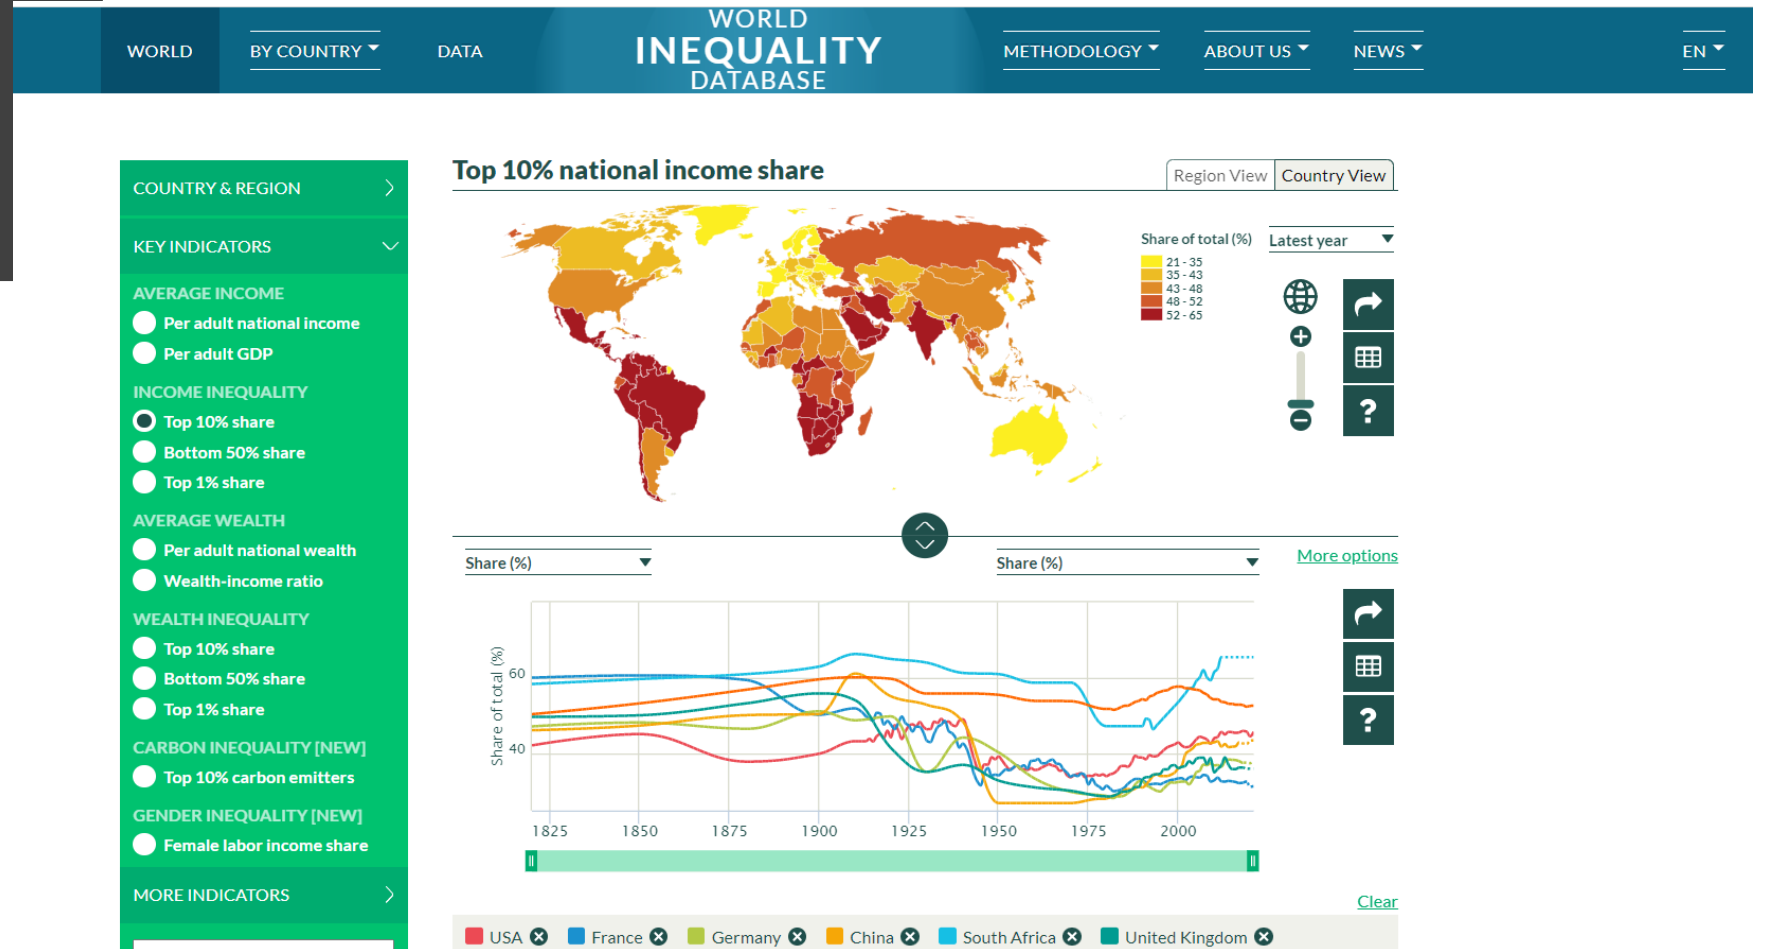 WORLD
BY COUNTRY
DATA
WORLD
INEQUALITY
DATABASE
METHODOLOGY
ABOUT US
NEWS
EN
COUNTRY & REGION
KEY INDICATORS
AVERAGE INCOME
Per adult national income
Per adult GDP
INCOME INEQUALITY
Top 10% share
Bottom 50% share
Top 1% share
AVERAGE WEALTH
Per adult national wealth
Wealth-income ratio
WEALTH INEQUALITY
Top 10% share
Bottom 50% share
Top 1% share
CARBON INEQUALITY [NEW]
Top 10% carbon emitters
GENDER INEQUALITY [NEW]
Female labor income share
MORE INDICATORS
Top 10% national income share
Region View
Country View
Share of total (%)
21 - 35
35 - 43
43 - 48
48 - 52
52 - 65
Latest year
?
Share (%)
Share (%)
More options
Share of total (%)
60
40
1825 1850 1875 1900 1925 1950 1975 2000
?
Clear
USA France Germany China South Africa United Kingdom